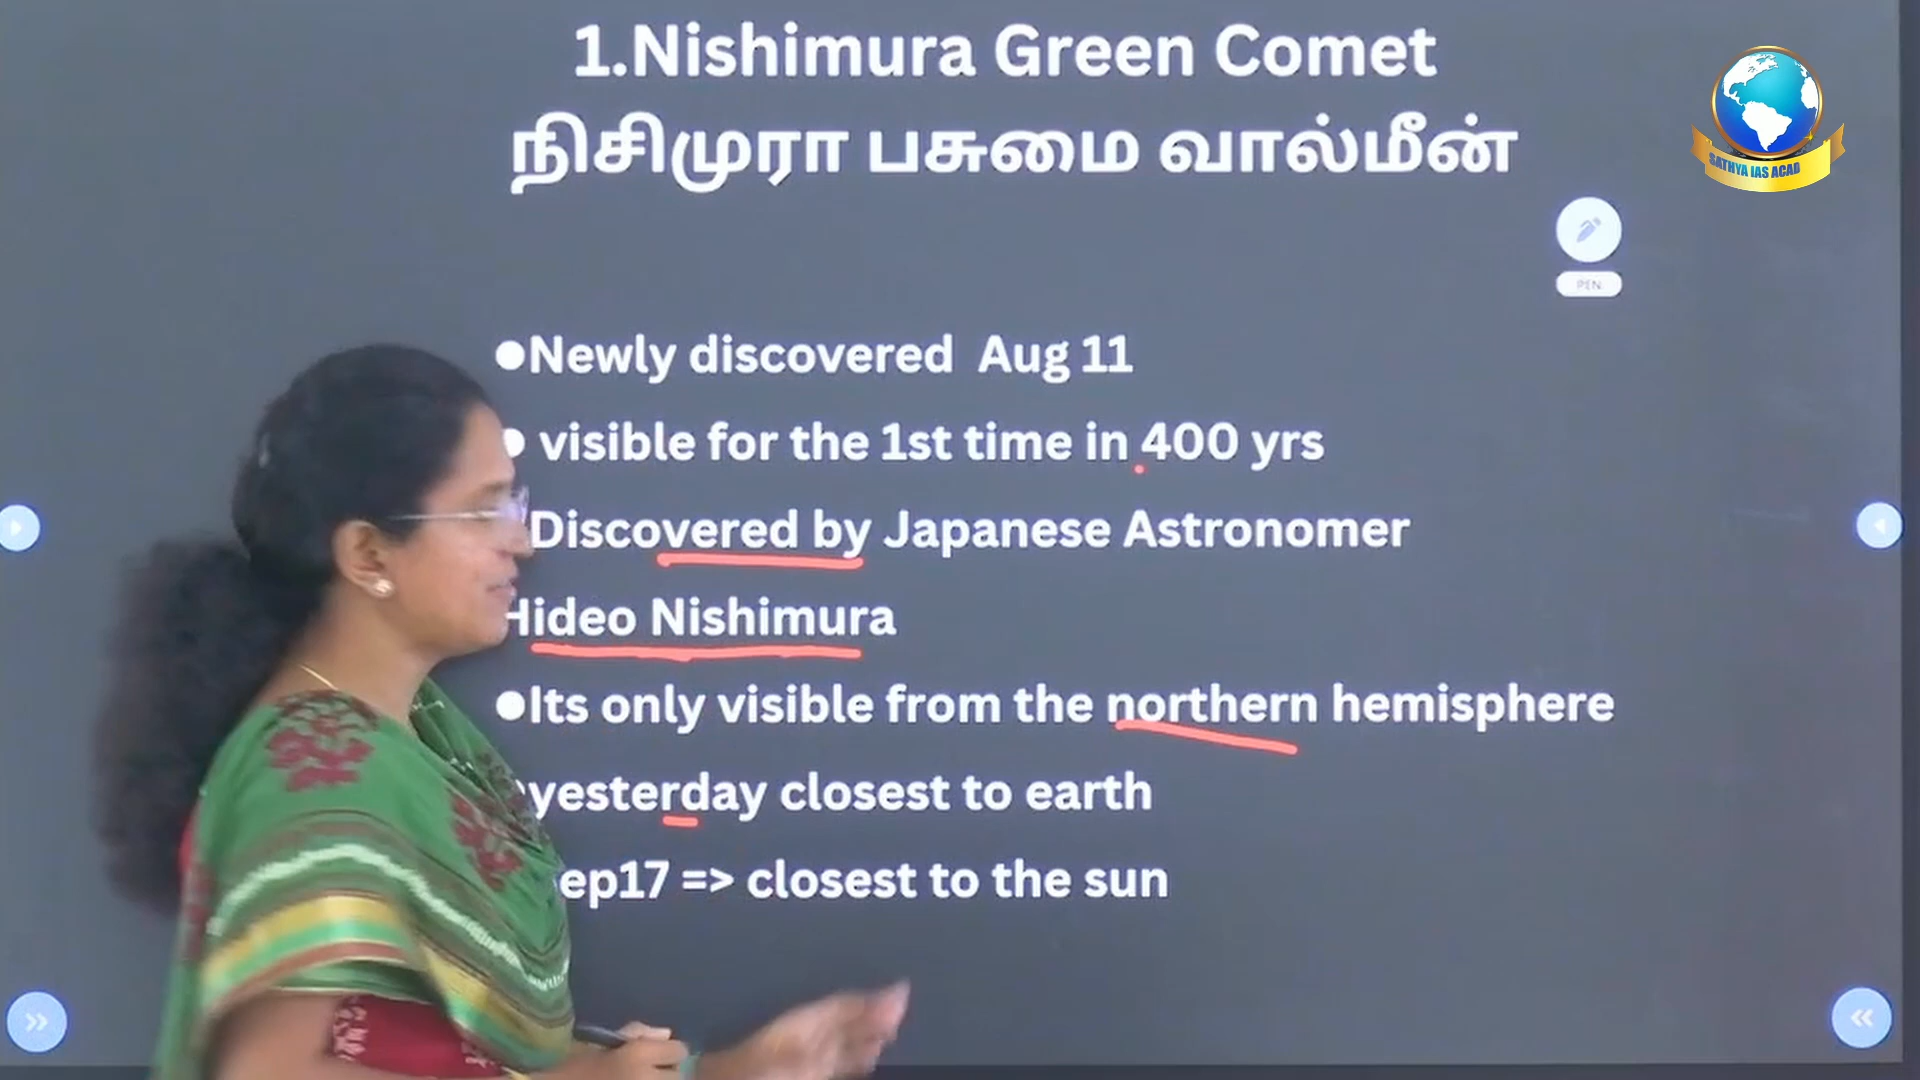 1.Nishimura Green Comet
நிசிமுரா பசுமை வால்மீன்
SATHYA IAS ACAD
PEN
●Newly discovered Aug 11
● visible for the 1st time in 400 yrs
Discovered by Japanese Astronomer
Hideo Nishimura
●Its only visible from the northern hemisphere
yesterday closest to earth
ep17 => closest to the sun